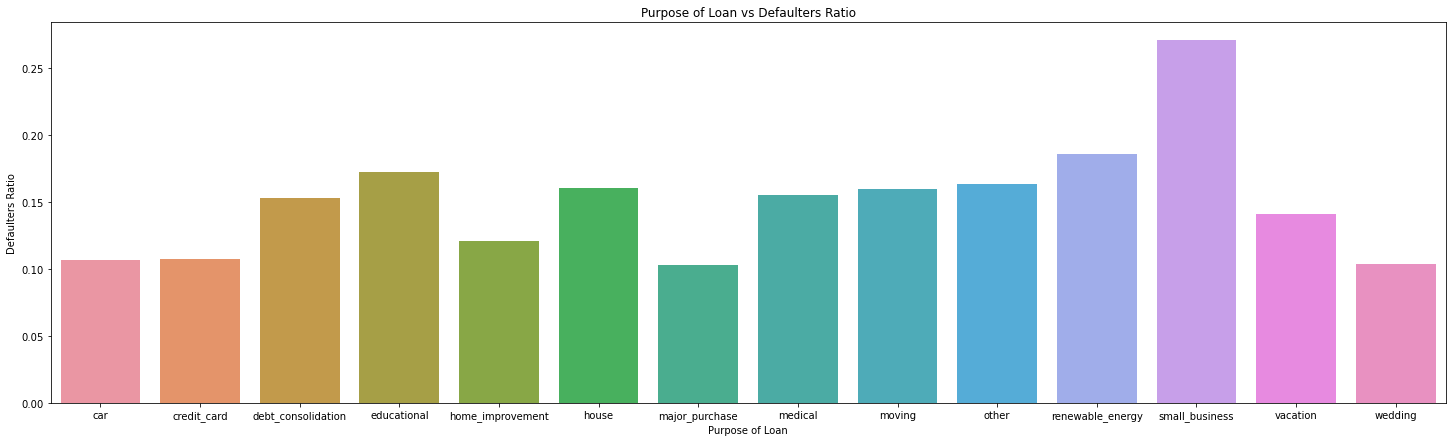 Purpose of Loan vs Defaulters Ratio
Defaulters Ratio
0.25
0.20
0.15
0.10
0.05
0.00
car credit_card debt_consolidation educational home_improvement house major_purchase medical moving other renewable_energy small_business vacation wedding
Purpose of Loan